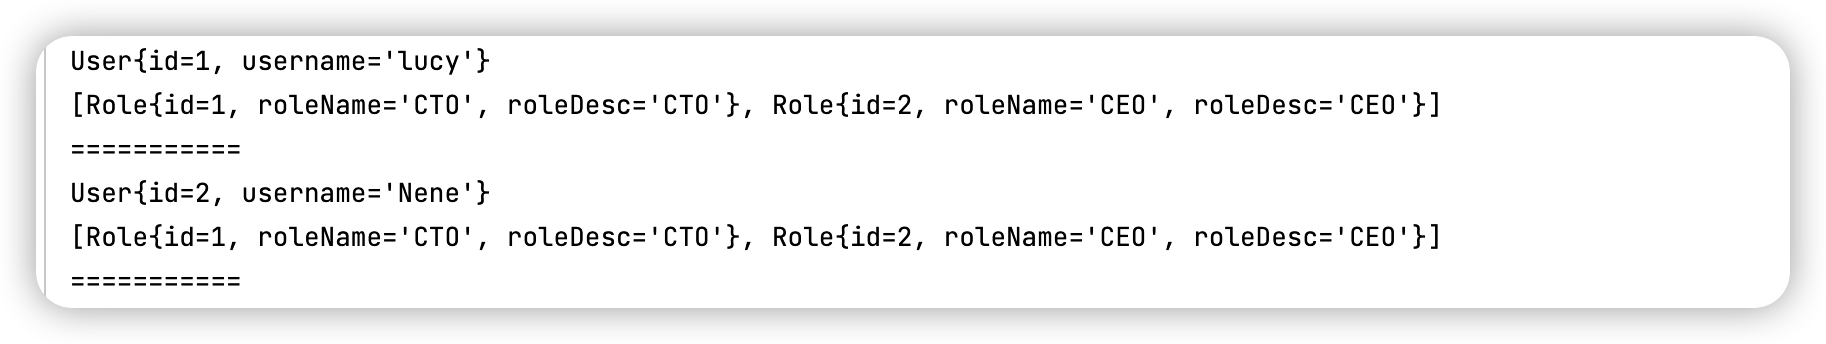 User{id=1, username='lucy'}
[Role{id=1, roleName='CTO', roleDesc='CTO'}, Role{id=2, roleName='CEO', roleDesc='CEO'}]
===========
User{id=2, username='Nene'}
[Role{id=1, roleName='CTO', roleDesc='CTO'}, Role{id=2, roleName='CEO', roleDesc='CEO'}]
===========